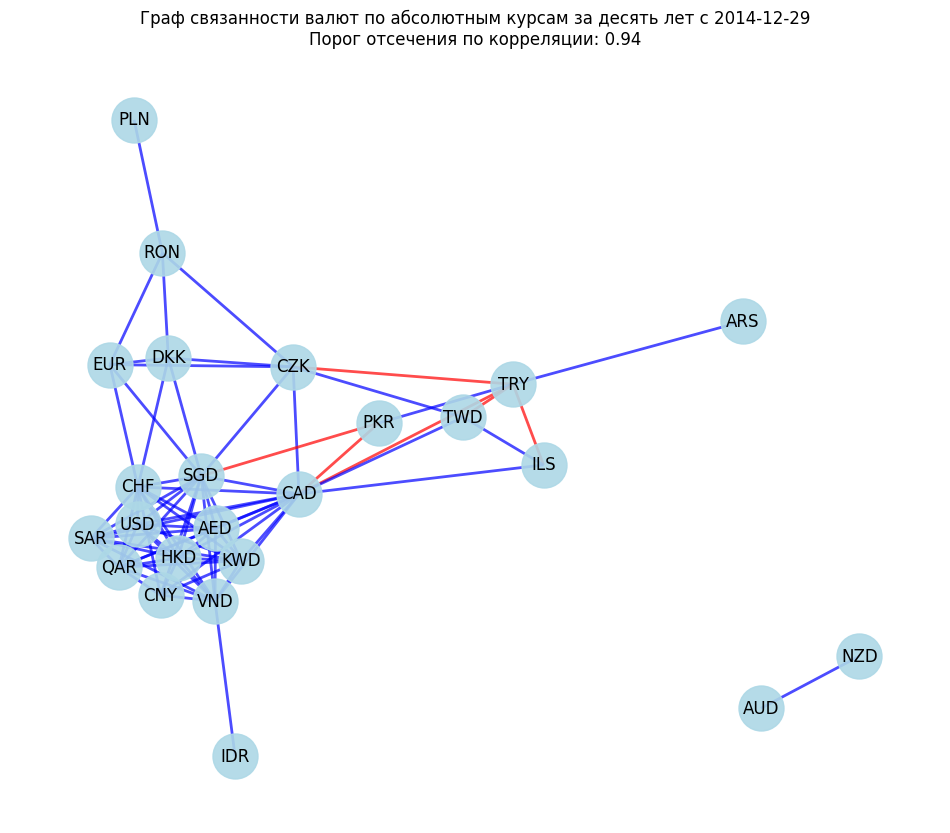 Граф связанности валют по абсолютным курсам за десять лет с 2014-12-29
Порог отсечения по корреляции: 0.94
PLN
RON
ARS
EUR
DKK
CZK
TRY
PKR
TWD
ILS
CHF
SGD
CAD
USD
AED
SAR
QAR
HKD
KWD
CNY
VND
NZD
AUD
IDR